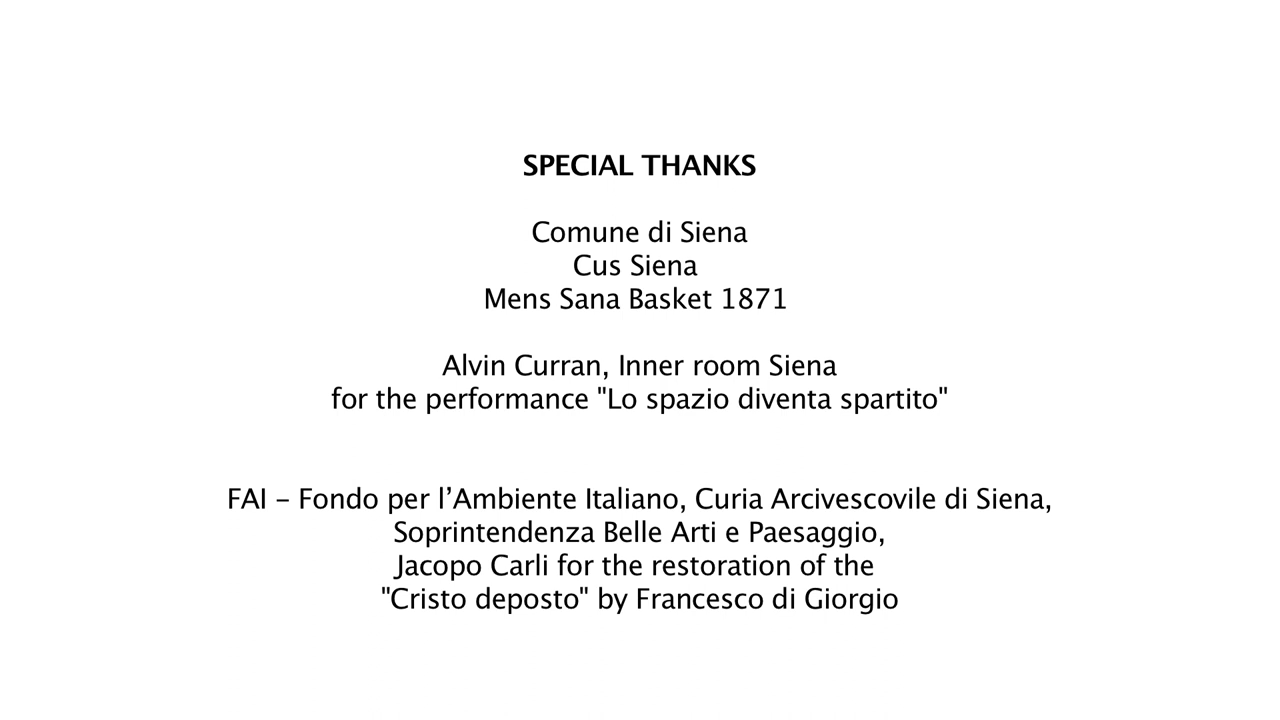 SPECIAL THANKS
Comune di Siena
Cus Siena
Mens Sana Basket 1871
Alvin Curran, Inner room Siena
for the performance "Lo spazio diventa spartito"
FAI – Fondo per l’Ambiente Italiano, Curia Arcivescovile di Siena,
Soprintendenza Belle Arti e Paesaggio,
Jacopo Carli for the restoration of the
"Cristo deposto" by Francesco di Giorgio